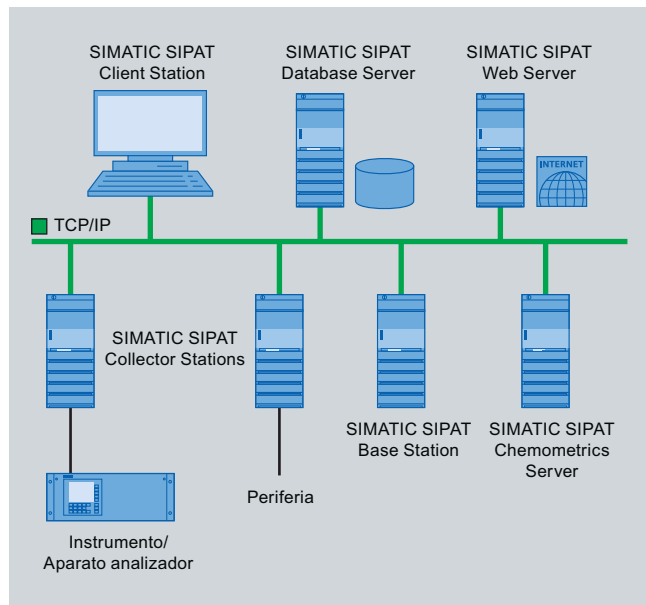 SIMATIC SIPAT
Client Station
SIMATIC SIPAT
Database Server
SIMATIC SIPAT
Web Server
INTERNET
TCP/IP
SIMATIC SIPAT
Collector Stations
SIMATIC SIPAT
Base Station
SIMATIC SIPAT
Chemometrics
Server
Periferia
Instrumento/
Aparato analizador